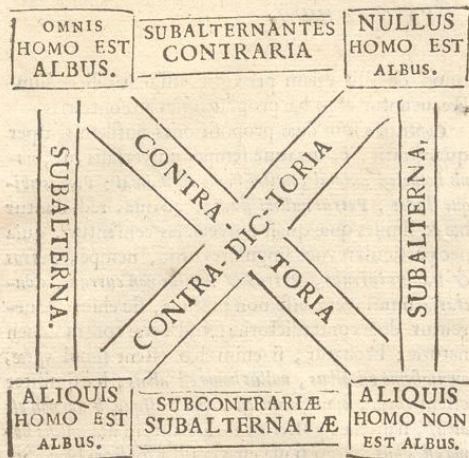 OMNIS
HOMO EST
ALBUS.
SUBALTERNANTES
CONTRARIA
NULLUS
HOMO EST
ALBUS.
SUBALTERNA.
CONTRA- DIC- TORIA
CONTRA DIC- TORIA
SUBALTERNA,
ALIQUIS
HOMO EST
ALBUS.
SUBCONTRARIÆ
SUBALTERNATÆ
ALIQUIS
HOMO NON
EST ALBUS.